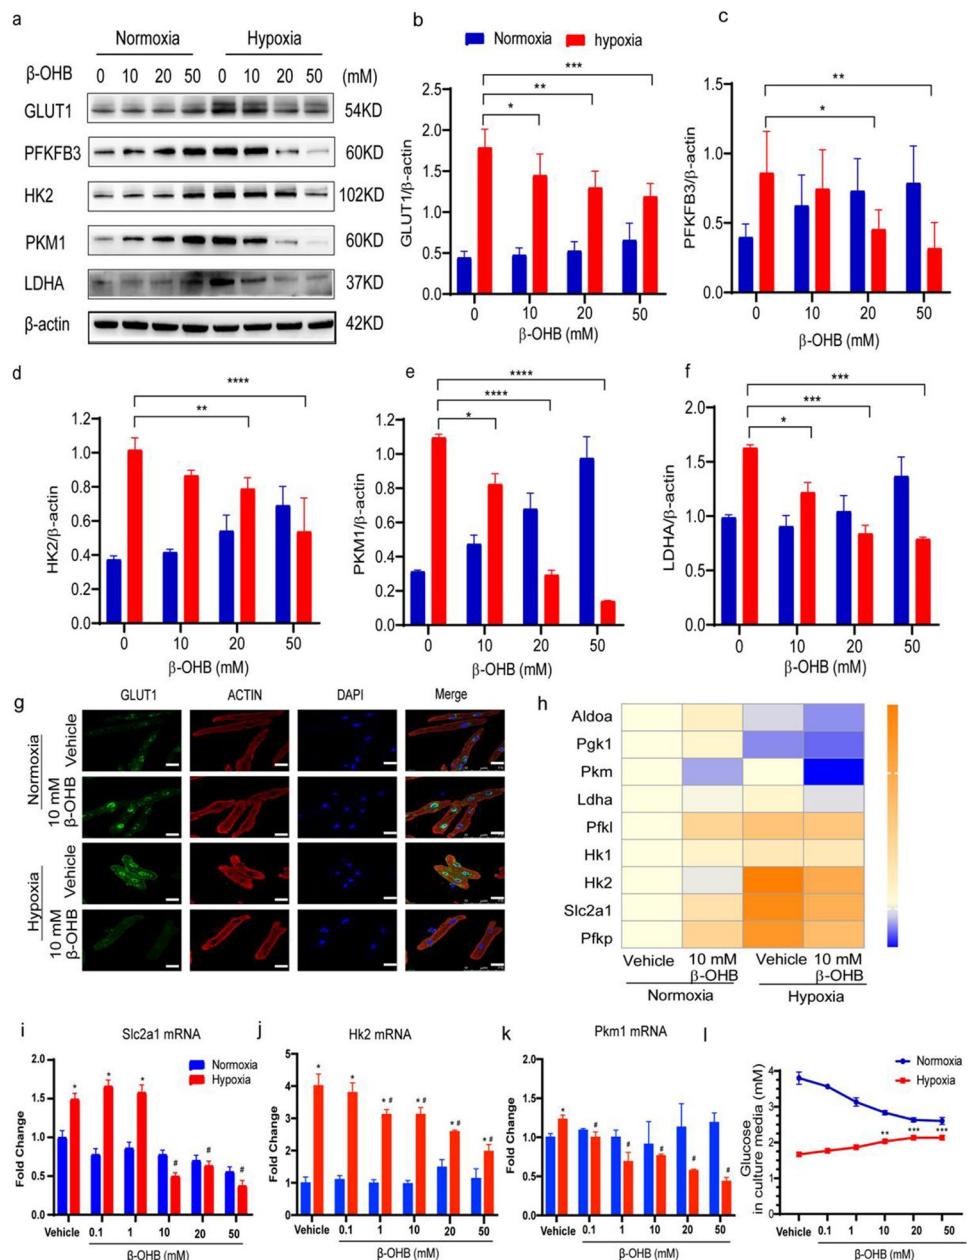 a
Normoxia Hypoxia
β-OHB 0 10 20 50 0 10 20 50 (mM)
GLUT1 54KD
PFKFB3 60KD
HK2 102KD
PKM1 60KD
LDHA 37KD
β-actin 42KD
b
Normoxia hypoxia
***
**
*
2.5
2.0
1.5
1.0
0.5
0.0
GLUT1/β-actin
0 10 20 50
β-OHB (mM)
c
**
*
1.5
1.0
0.5
0.0
PFKFB3/β-actin
0 10 20 50
β-OHB (mM)
d
****
**
1.2
1.0
0.8
0.6
0.4
0.2
0.0
HK2/β-actin
0 10 20 50
β-OHB (mM)
e
****
****
*
1.2
1.0
0.8
0.6
0.4
0.2
0.0
PKM1/β-actin
0 10 20 50
β-OHB (mM)
f
***
***
*
2.0
1.5
1.0
0.5
0.0
LDHA/β-actin
0 10 20 50
β-OHB (mM)
g
GLUT1 ACTIN DAPI Merge
Normoxia
Vehicle
10 mM
β-OHB
Hypoxia
Vehicle
10 mM
β-OHB
h
Aldoa
Pgk1
Pkm
Ldha
Pfkl
Hk1
Hk2
Slc2a1
Pfkp
Vehicle 10 mM β-OHB Vehicle 10 mM β-OHB
Normoxia Hypoxia
i
Slc2a1 mRNA
Normoxia
Hypoxia
2.0
1.5
1.0
0.5
0.0
Fold Change
* * * # # #
Vehicle 0.1 1 10 20 50
β-OHB (mM)
j
Hk2 mRNA
5
4
3
2
1
0
Fold Change
* * * # * # * # * #
Vehicle 0.1 1 10 20 50
β-OHB (mM)
k
Pkm1 mRNA
2.0
1.5
1.0
0.5
0.0
Fold Change
* # # # # #
Vehicle 0.1 1 10 20 50
β-OHB (mM)
l
Normoxia
Hypoxia
4
3
2
1
0
Glucose
in culture media (mM)
** *** ***
Vehicle 0.1 1 10 20 50
β-OHB (mM)